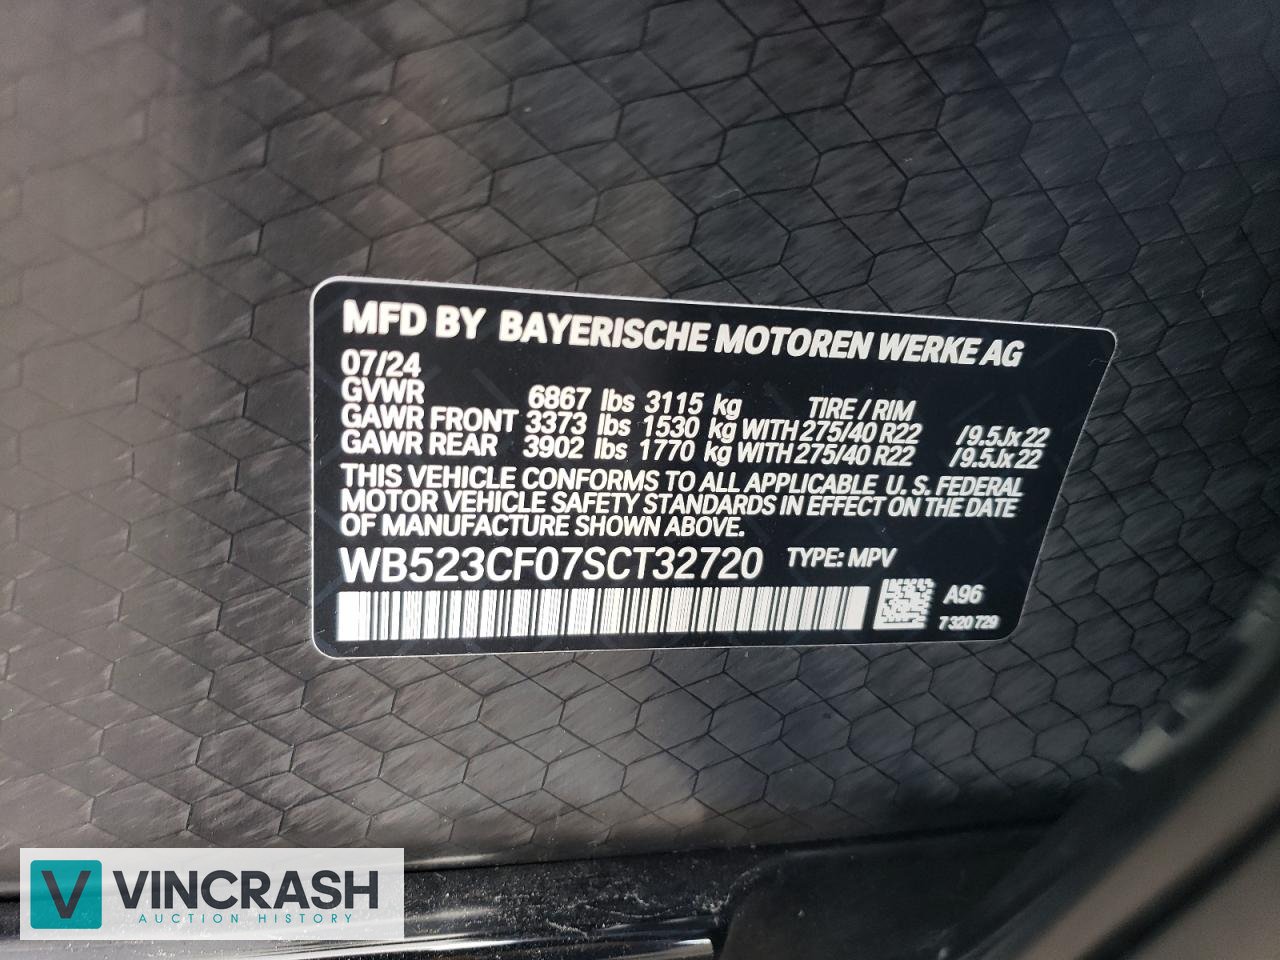 MFD BY BAYERISCHE MOTOREN WERKE AG
07/24
GVWR 6867 lbs 3115 kg TIRE / RIM
GAWR FRONT 3373 lbs 1530 kg WITH 275/40 R22 /9.5Jx22
GAWR REAR 3902 lbs 1770 kg WITH 275/40 R22 /9.5Jx22
THIS VEHICLE CONFORMS TO ALL APPLICABLE U. S. FEDERAL
MOTOR VEHICLE SAFETY STANDARDS IN EFFECT ON THE DATE
OF MANUFACTURE SHOWN ABOVE.
WB523CF07SCT32720 TYPE: MPV
A96
7 320 729
V VINCRASH
AUCTION HISTORY